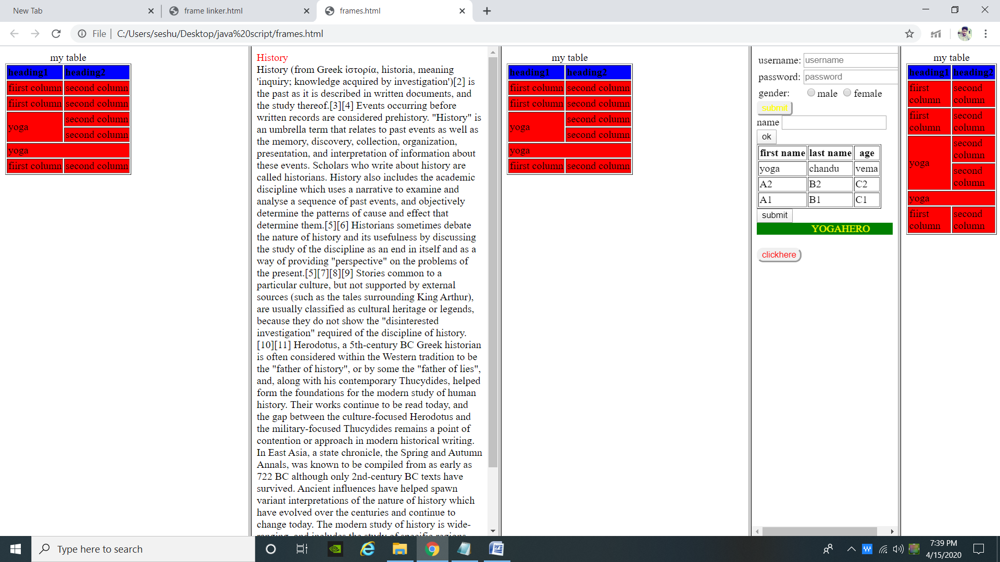 New Tab
frame linker.html
frames.html
File
C:/Users/seshu/Desktop/java%20script/frames.html
my table
heading1 heading2
fiirst column second column
fiirst column second column
yoga second column
second column
yoga
fiirst column second column
History
History (from Greek ἱστορία, historia, meaning
'inquiry; knowledge acquired by investigation')[2] is
the past as it is described in written documents, and
the study thereof.[3][4] Events occurring before
written records are considered prehistory. "History" is
an umbrella term that relates to past events as well as
the memory, discovery, collection, organization,
presentation, and interpretation of information about
these events. Scholars who write about history are
called historians. History also includes the academic
discipline which uses a narrative to examine and
analyse a sequence of past events, and objectively
determine the patterns of cause and effect that
determine them.[5][6] Historians sometimes debate
the nature of history and its usefulness by discussing
the study of the discipline as an end in itself and as a
way of providing "perspective" on the problems of
the present.[5][7][8][9] Stories common to a
particular culture, but not supported by external
sources (such as the tales surrounding King Arthur),
are usually classified as cultural heritage or legends,
because they do not show the "disinterested
investigation" required of the discipline of history.
[10][11] Herodotus, a 5th-century BC Greek historian
is often considered within the Western tradition to be
the "father of history", or by some the "father of lies",
and, along with his contemporary Thucydides, helped
form the foundations for the modern study of human
history. Their works continue to be read today, and
the gap between the culture-focused Herodotus and
the military-focused Thucydides remains a point of
contention or approach in modern historical writing.
In East Asia, a state chronicle, the Spring and Autumn
Annals, was known to be compiled from as early as
722 BC although only 2nd-century BC texts have
survived. Ancient influences have helped spawn
variant interpretations of the nature of history which
have evolved over the centuries and continue to
change today. The modern study of history is wide-
ranging, and includes the study of specific regions
my table
heading1 heading2
fiirst column second column
fiirst column second column
yoga second column
second column
yoga
fiirst column second column
username: username
password: password
gender: male female
submit
name
ok
first name last name age
yoga chandu vema
A2 B2 C2
A1 B1 C1
submit
YOGAHERO
clickhere
my table
heading1 heading2
fiirst column second column
fiirst column second column
yoga second column
second column
yoga
fiirst column second column
Type here to search
7:39 PM
4/15/2020